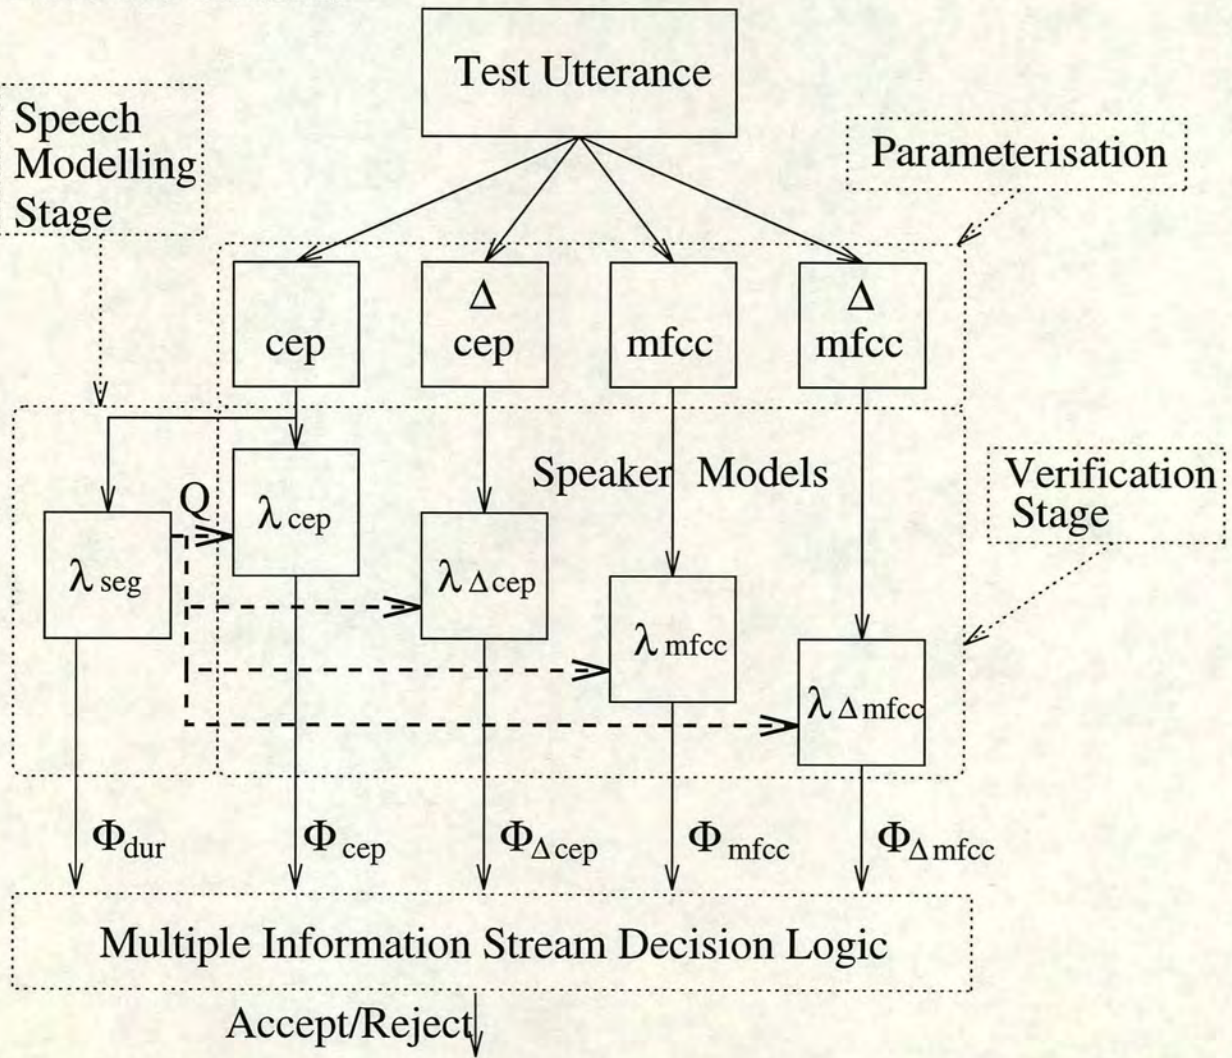 Test Utterance
Speech
Modelling
Stage
Parameterisation
cep
Δ
cep
mfcc
Δ
mfcc
Speaker Models
Verification
Stage
Q
λ cep
λ seg
λ Δcep
λ mfcc
λ Δmfcc
Φdur
Φcep
ΦΔcep
Φmfcc
ΦΔmfcc
Multiple Information Stream Decision Logic
Accept/Reject